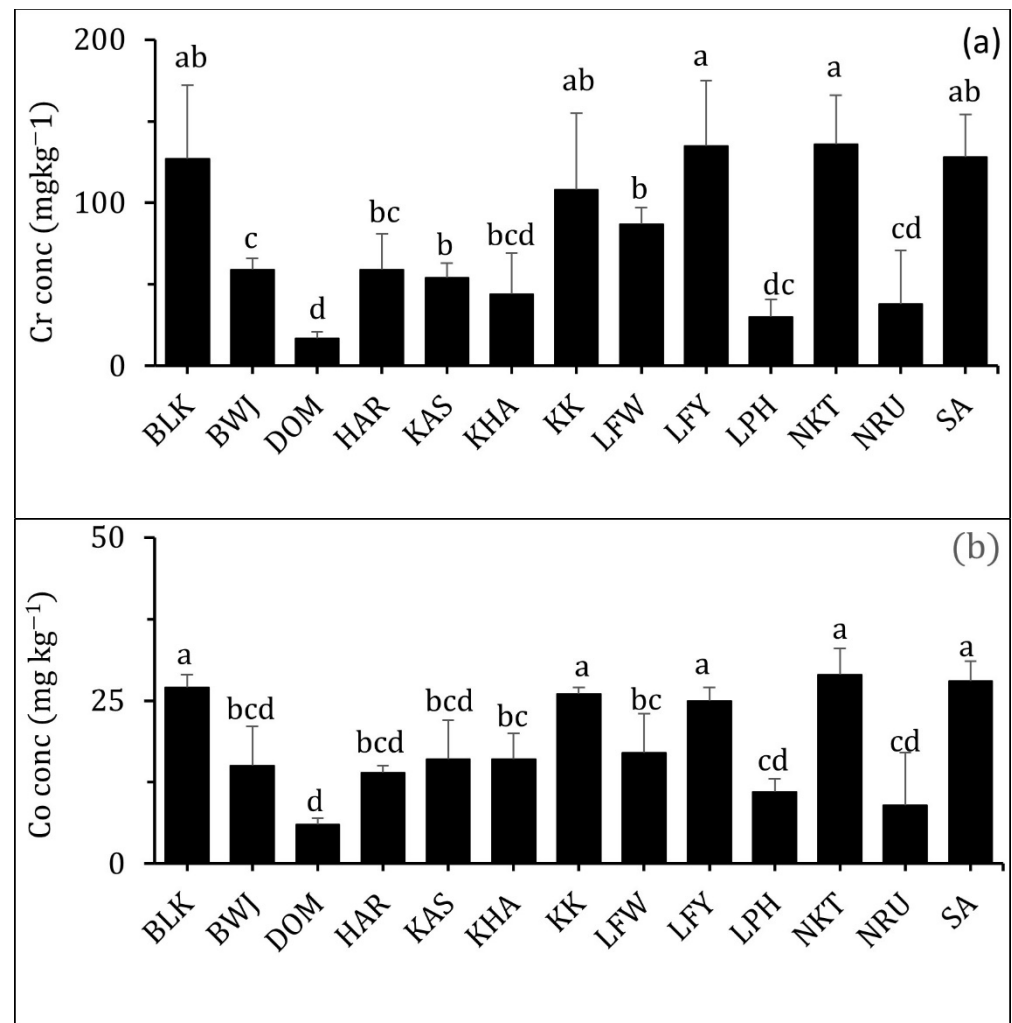 (a)
Cr conc (mgkg−1)
200
100
0
ab
c
d
bc
b
bcd
ab
b
a
dc
a
cd
ab
BLK BWJ DOM HAR KAS KHA KK LFW LFY LPH NKT NRU SA
(b)
Co conc (mg kg⁻¹)
50
25
0
a
bcd
d
bcd
bcd
bc
a
bc
a
cd
a
cd
a
BLK BWJ DOM HAR KAS KHA KK LFW LFY LPH NKT NRU SA